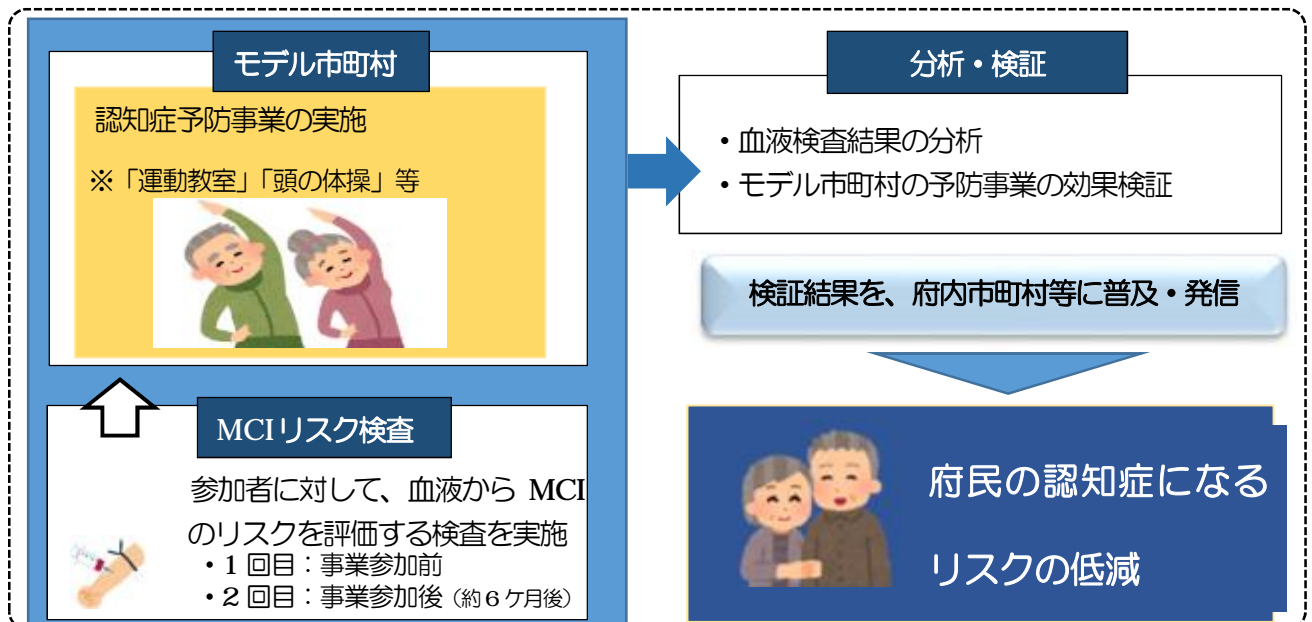 モデル市町村
認知症予防事業の実施
※「運動教室」「頭の体操」等
MCIリスク検査
参加者に対して、血液から MCI
のリスクを評価する検査を実施
・1 回目：事業参加前
・2 回目：事業参加後（約6ケ月後）
分析・検証
・血液検査結果の分析
・モデル市町村の予防事業の効果検証
検証結果を、府内市町村等に普及・発信
府民の認知症になる
リスクの低減